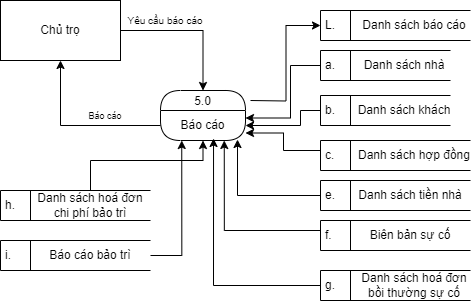 Chủ trọ
Yêu cầu báo cáo
Báo cáo
5.0
Báo cáo
L. Danh sách báo cáo
a. Danh sách nhà
b. Danh sách khách
c. Danh sách hợp đồng
e. Danh sách tiền nhà
f. Biên bản sự cố
g. Danh sách hoá đơn
bồi thường sự cố
h. Danh sách hoá đơn
chi phí bảo trì
i. Báo cáo bảo trì